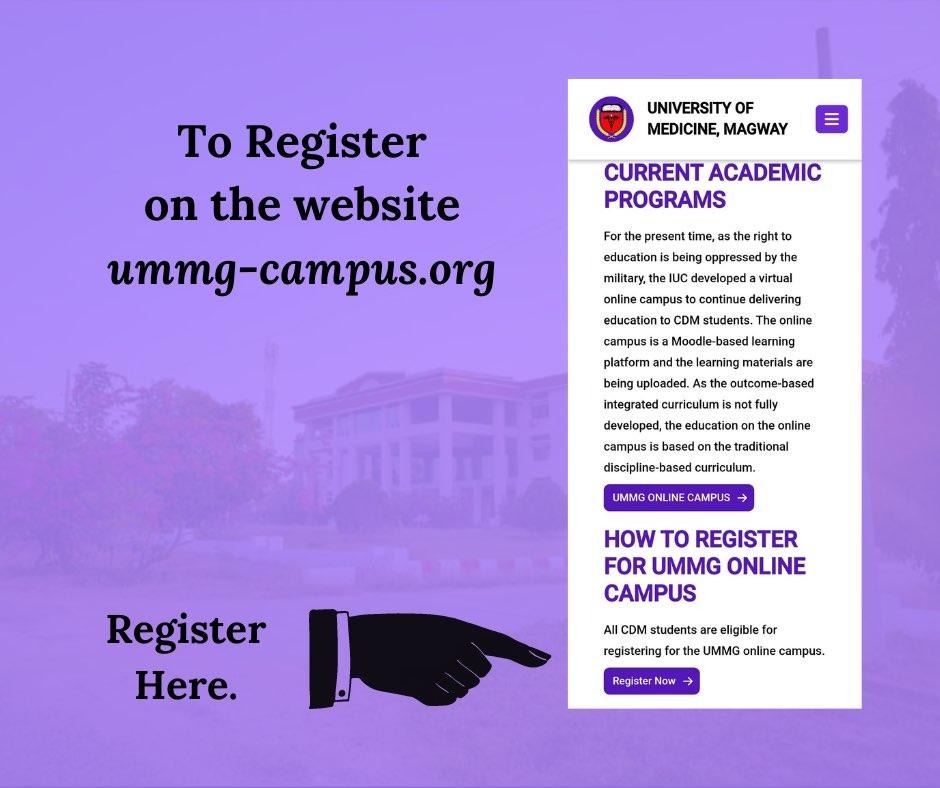 To Register
on the website
ummg-campus.org
Register
Here.
UNIVERSITY OF
MEDICINE, MAGWAY
CURRENT ACADEMIC
PROGRAMS
For the present time, as the right to
education is being oppressed by the
military, the IUC developed a virtual
online campus to continue delivering
education to CDM students. The online
campus is a Moodle-based learning
platform and the learning materials are
being uploaded. As the outcome-based
integrated curriculum is not fully
developed, the education on the online
campus is based on the traditional
discipline-based curriculum.
UMMG ONLINE CAMPUS →
HOW TO REGISTER
FOR UMMG ONLINE
CAMPUS
All CDM students are eligible for
registering for the UMMG online campus.
Register Now →